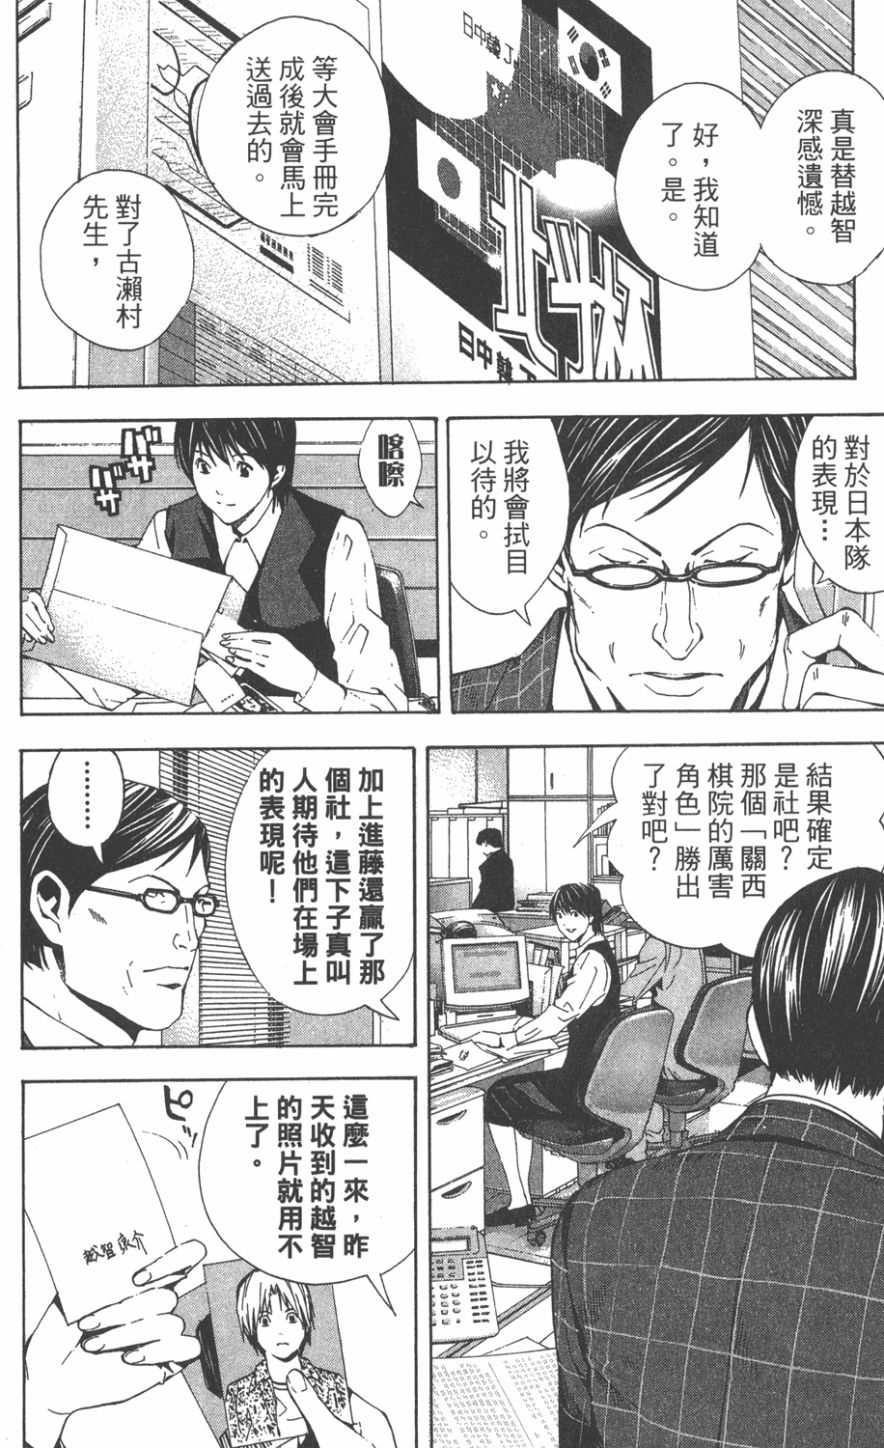 真是替越智
深感遺憾。
好，我知道
了。是。
日中韓J
北斗杯
日中韓
等大會手冊完
成後就會馬上
送過去的。
對了古瀨村
先生，
對於日本隊
的表現…
我將會拭目
以待的。
喀嚓
ガサ
ガサ
結果確定
是社吧？
那個「關西
棋院的厲害
角色」勝出
了對吧？
加上進藤還贏了那
個社，這下子真叫
人期待他們在場上
的表現呢！
………
這麼一來，昨
天收到的越智
的照片就用不
上了。
ピ
越智康介